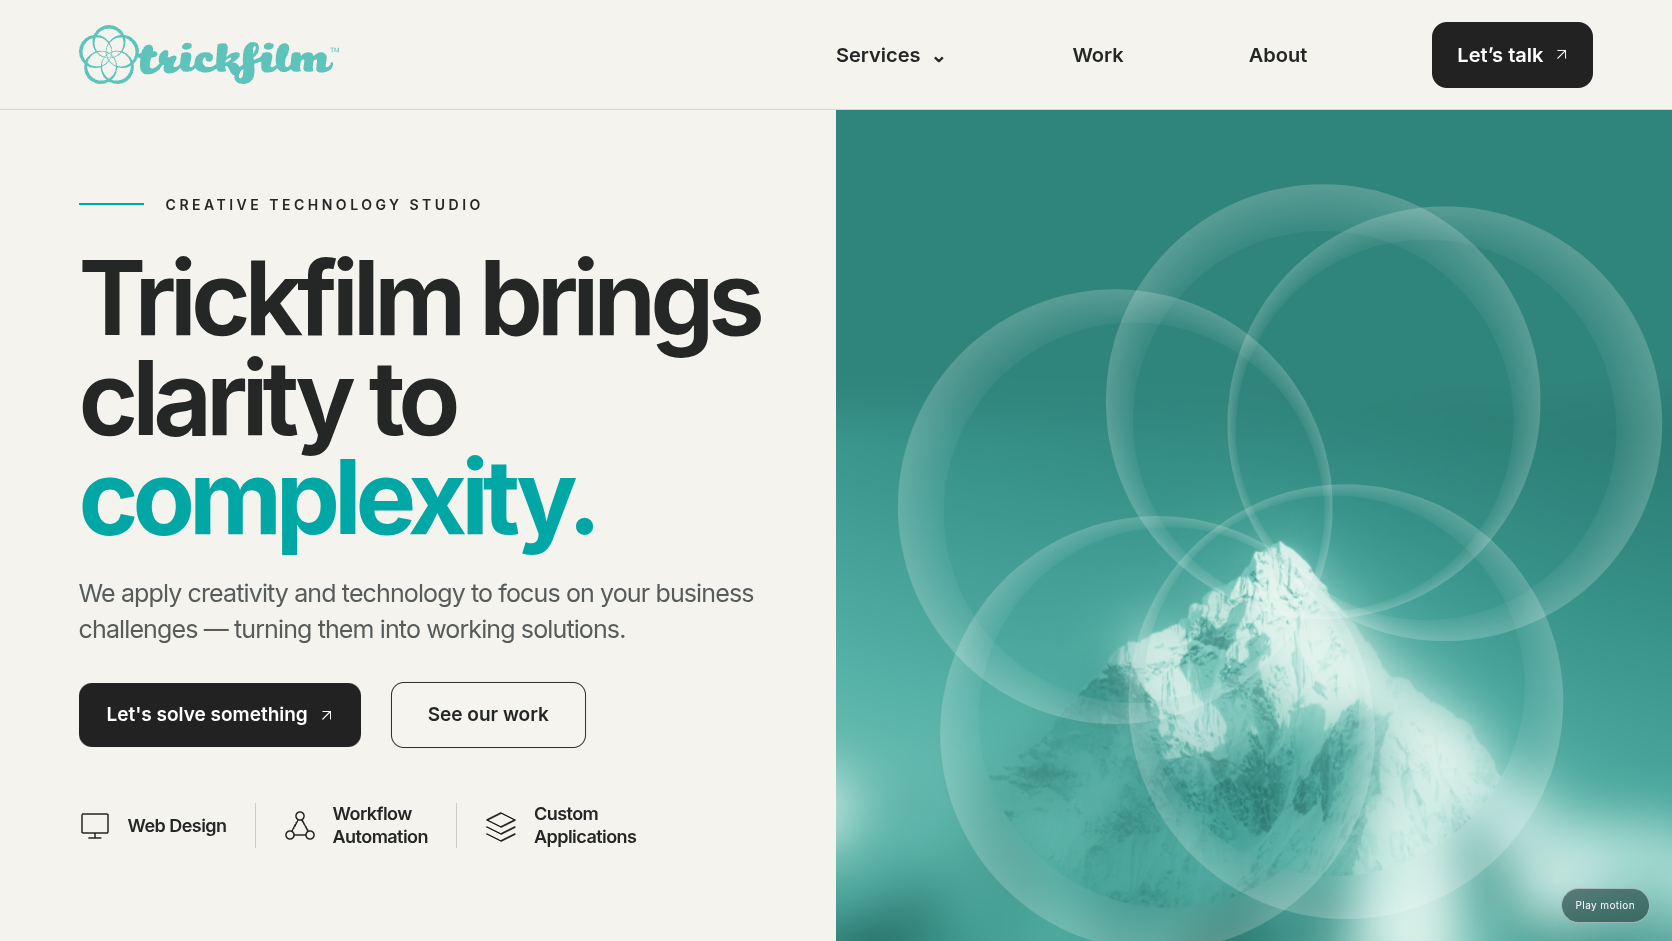 trickfilm™
Services
Work
About
Let’s talk
CREATIVE TECHNOLOGY STUDIO
Trickfilm brings
clarity to
complexity.
We apply creativity and technology to focus on your business
challenges — turning them into working solutions.
Let's solve something
See our work
Web Design
Workflow
Automation
Custom
Applications
Play motion